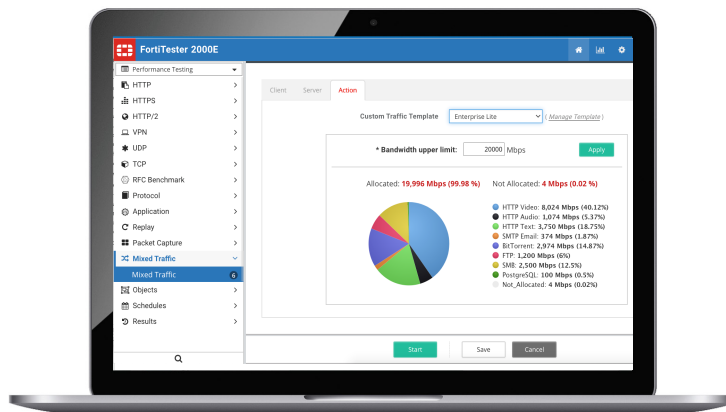 FortiTester 2000E
Performance Testing
HTTP
HTTPS
HTTP/2
VPN
UDP
TCP
RFC Benchmark
Protocol
Application
Replay
Packet Capture
Mixed Traffic
Mixed Traffic 6
Objects
Schedules
Results
Client Server Action
Custom Traffic Template Enterprise Lite ( Manage Template )
* Bandwidth upper limit: 20000 Mbps Apply
Allocated: 19,996 Mbps (99.98 %) Not Allocated: 4 Mbps (0.02 %)
HTTP Video: 8,024 Mbps (40.12%)
HTTP Audio: 1,074 Mbps (5.37%)
HTTP Text: 3,750 Mbps (18.75%)
SMTP Email: 374 Mbps (1.87%)
BitTorrent: 2,974 Mbps (14.87%)
FTP: 1,200 Mbps (6%)
SMB: 2,500 Mbps (12.5%)
PostgreSQL: 100 Mbps (0.5%)
Not_Allocated: 4 Mbps (0.02%)
Start Save Cancel